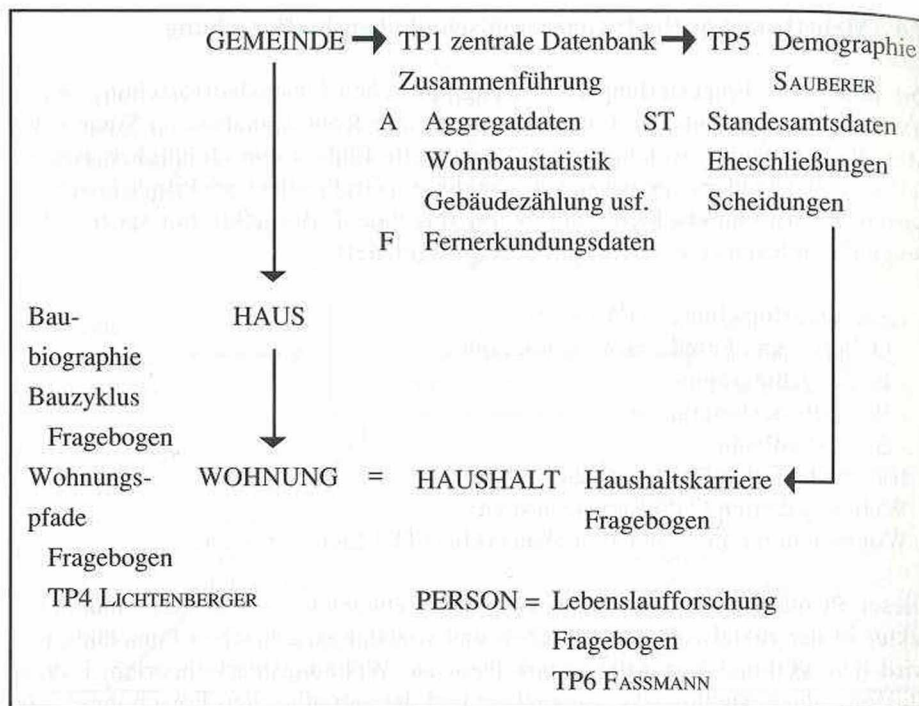 GEMEINDE TP1 zentrale Datenbank TP5 Demographie
Zusammenführung SAUBERER
A Aggregatdaten ST Standesamtsdaten
Wohnbaustatistik Eheschließungen
Gebäudezählung usf. Scheidungen
F Fernerkundungsdaten
Bau- HAUS
biographie
Bauzyklus
Fragebogen
Wohnungs- WOHNUNG = HAUSHALT Haushaltskarriere
pfade Fragebogen
Fragebogen
TP4 LICHTENBERGER PERSON = Lebenslaufforschung
Fragebogen
TP6 FASSMANN